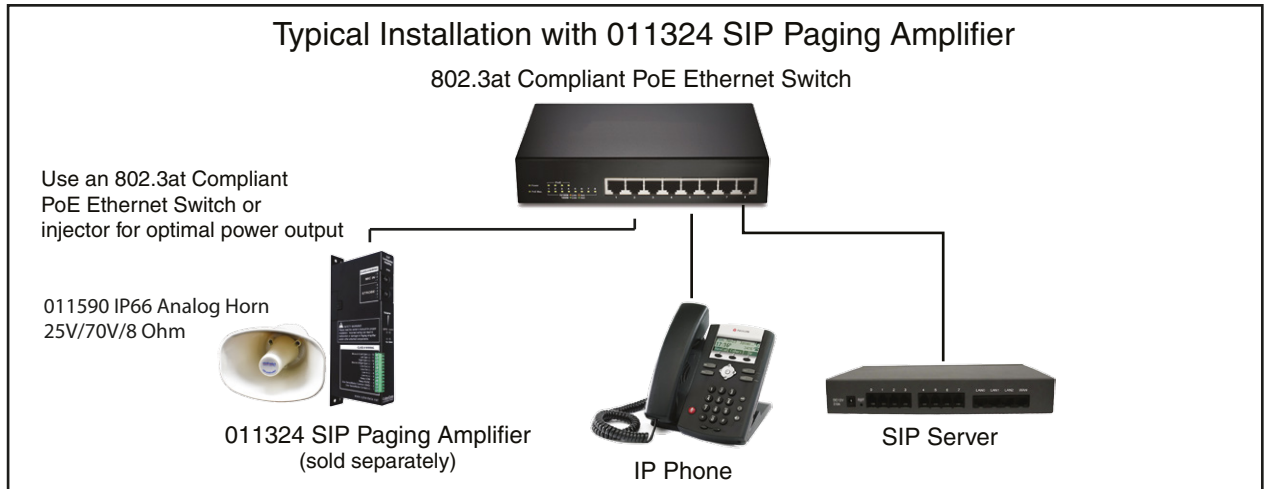 Typical Installation with 011324 SIP Paging Amplifier
802.3at Compliant PoE Ethernet Switch
Use an 802.3at Compliant
PoE Ethernet Switch or
injector for optimal power output
011590 IP66 Analog Horn
25V/70V/8 Ohm
011324 SIP Paging Amplifier
(sold separately)
IP Phone
SIP Server